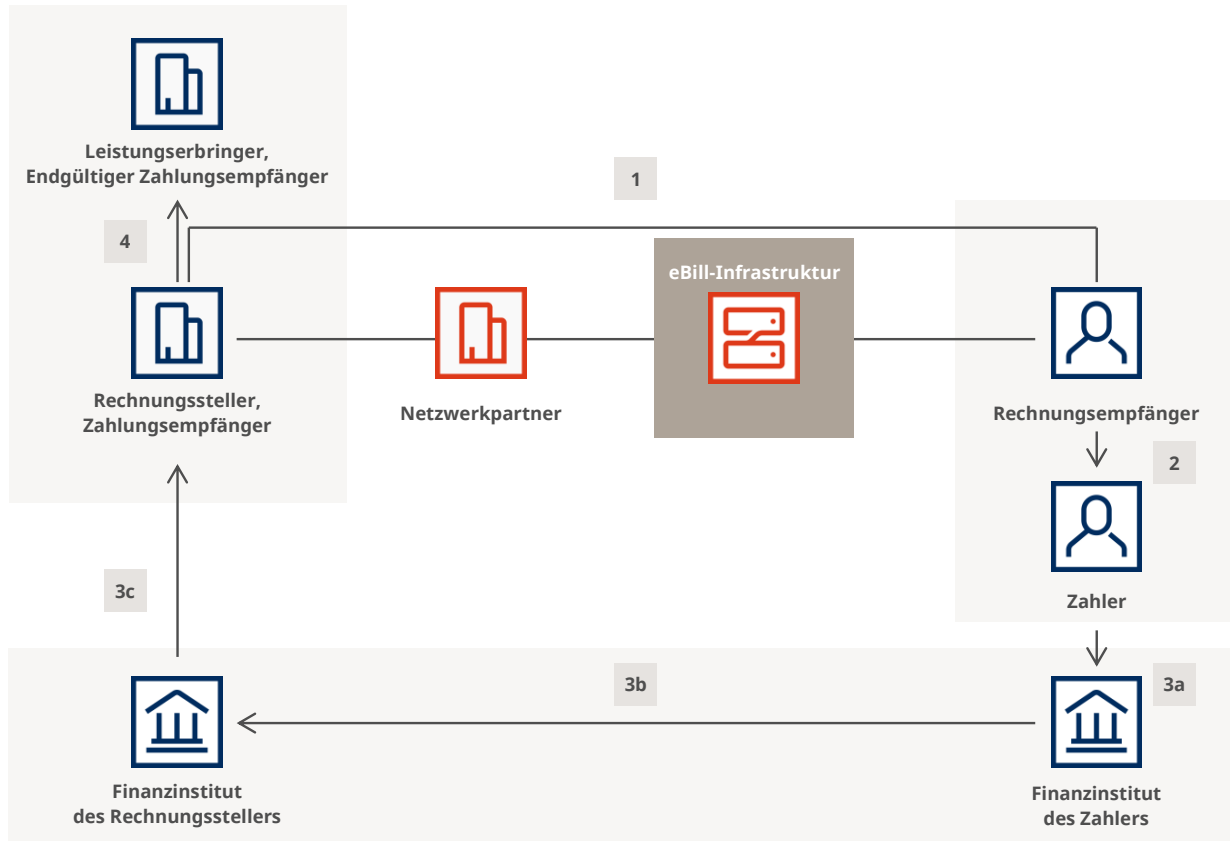 Leistungserbringer,
Endgültiger Zahlungsempfänger
1
4
eBill-Infrastruktur
Rechnungssteller,
Zahlungsempfänger
Netzwerkpartner
Rechnungsempfänger
2
3c
Zahler
3b
3a
Finanzinstitut
des Rechnungsstellers
Finanzinstitut
des Zahlers